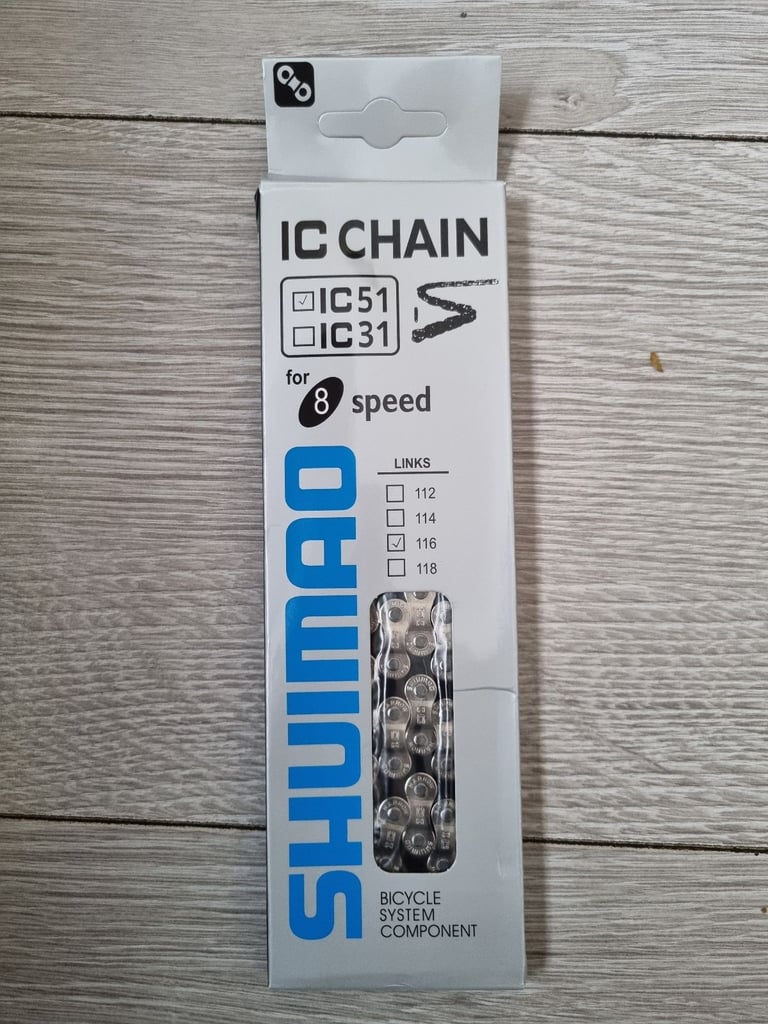 IC CHAIN
IC51
IC31
for 8 speed
SHUIMAO
LINKS
112
114
116
118
BICYCLE
SYSTEM
COMPONENT